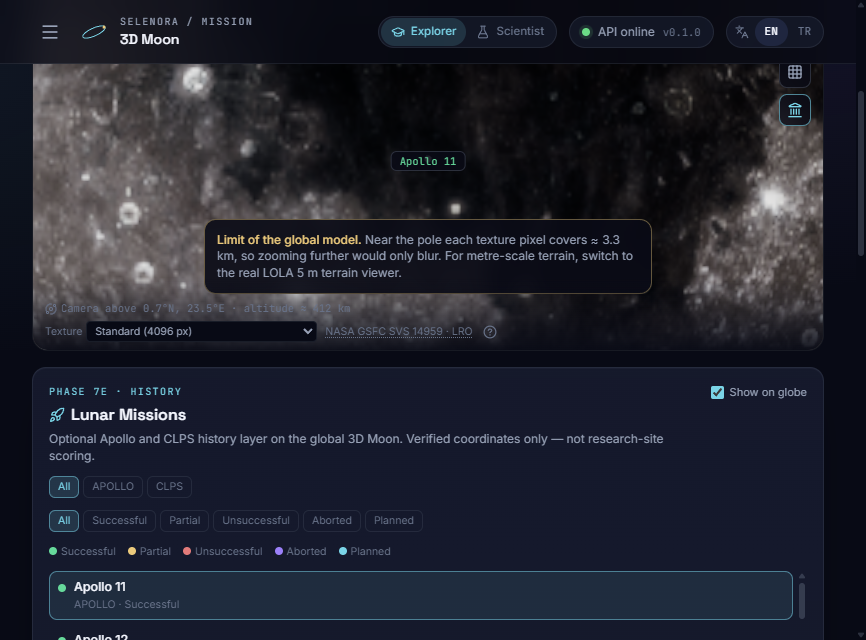 SELENORA / MISSION
3D Moon
Explorer
Scientist
API online v0.1.0
EN
TR
Apollo 11
Limit of the global model. Near the pole each texture pixel covers ≈ 3.3
km, so zooming further would only blur. For metre-scale terrain, switch to
the real LOLA 5 m terrain viewer.
Camera above 0.7°N, 23.5°E · altitude
km
Texture
Standard (4096 px)
NASA GSFC SVS 14959 · LRO
PHASE 7E · HISTORY
Show on globe
Lunar Missions
Optional Apollo and CLPS history layer on the global 3D Moon. Verified coordinates only — not research-site
scoring.
All
APOLLO
CLPS
All
Successful
Partial
Unsuccessful
Aborted
Planned
Successful
Partial
Unsuccessful
Aborted
Planned
Apollo 11
APOLLO · Successful
Apollo 12